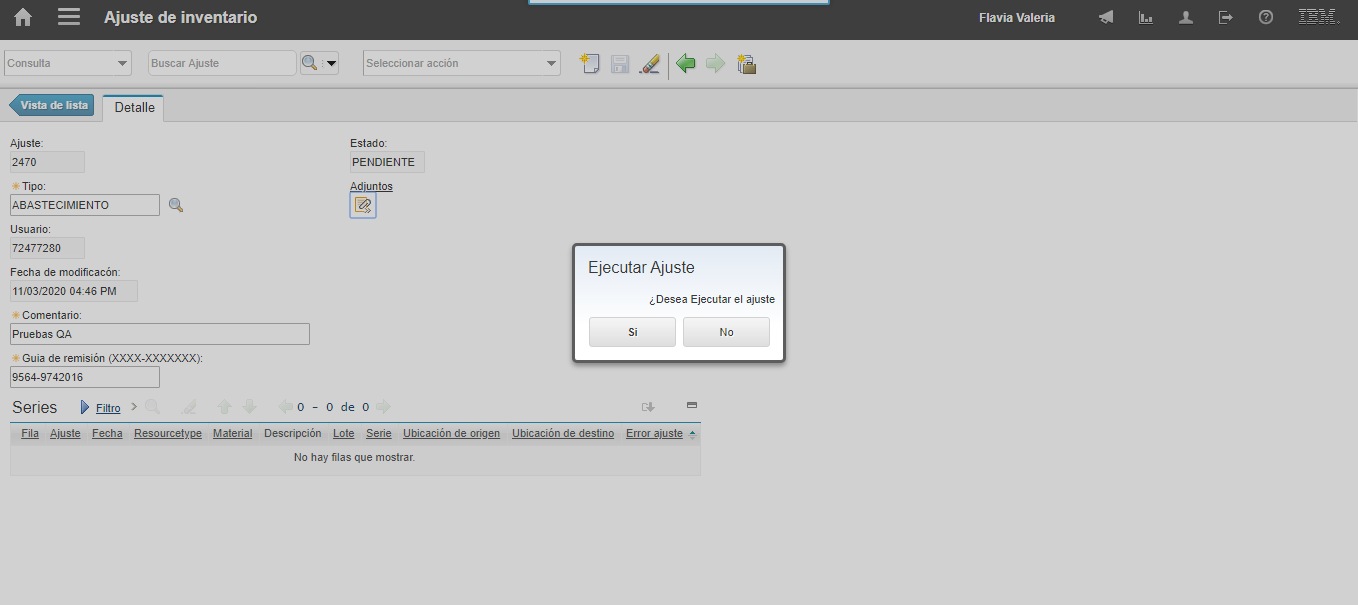 Ajuste de inventario
Flavia Valeria
IBM.
Consulta
Buscar Ajuste
Seleccionar acción
Vista de lista
Detalle
Ajuste:
2470
Estado:
PENDIENTE
Tipo:
ABASTECIMIENTO
Adjuntos
Usuario:
72477280
Fecha de modificacón:
11/03/2020 04:46 PM
Comentario:
Pruebas QA
Guia de remisión (XXXX-XXXXXXX):
9564-9742016
Ejecutar Ajuste
¿Desea Ejecutar el ajuste
Si No
Series Filtro 0 - 0 de 0
Fila Ajuste Fecha Resourcetype Material Descripción Lote Serie Ubicación de origen Ubicación de destino Error ajuste
No hay filas que mostrar.